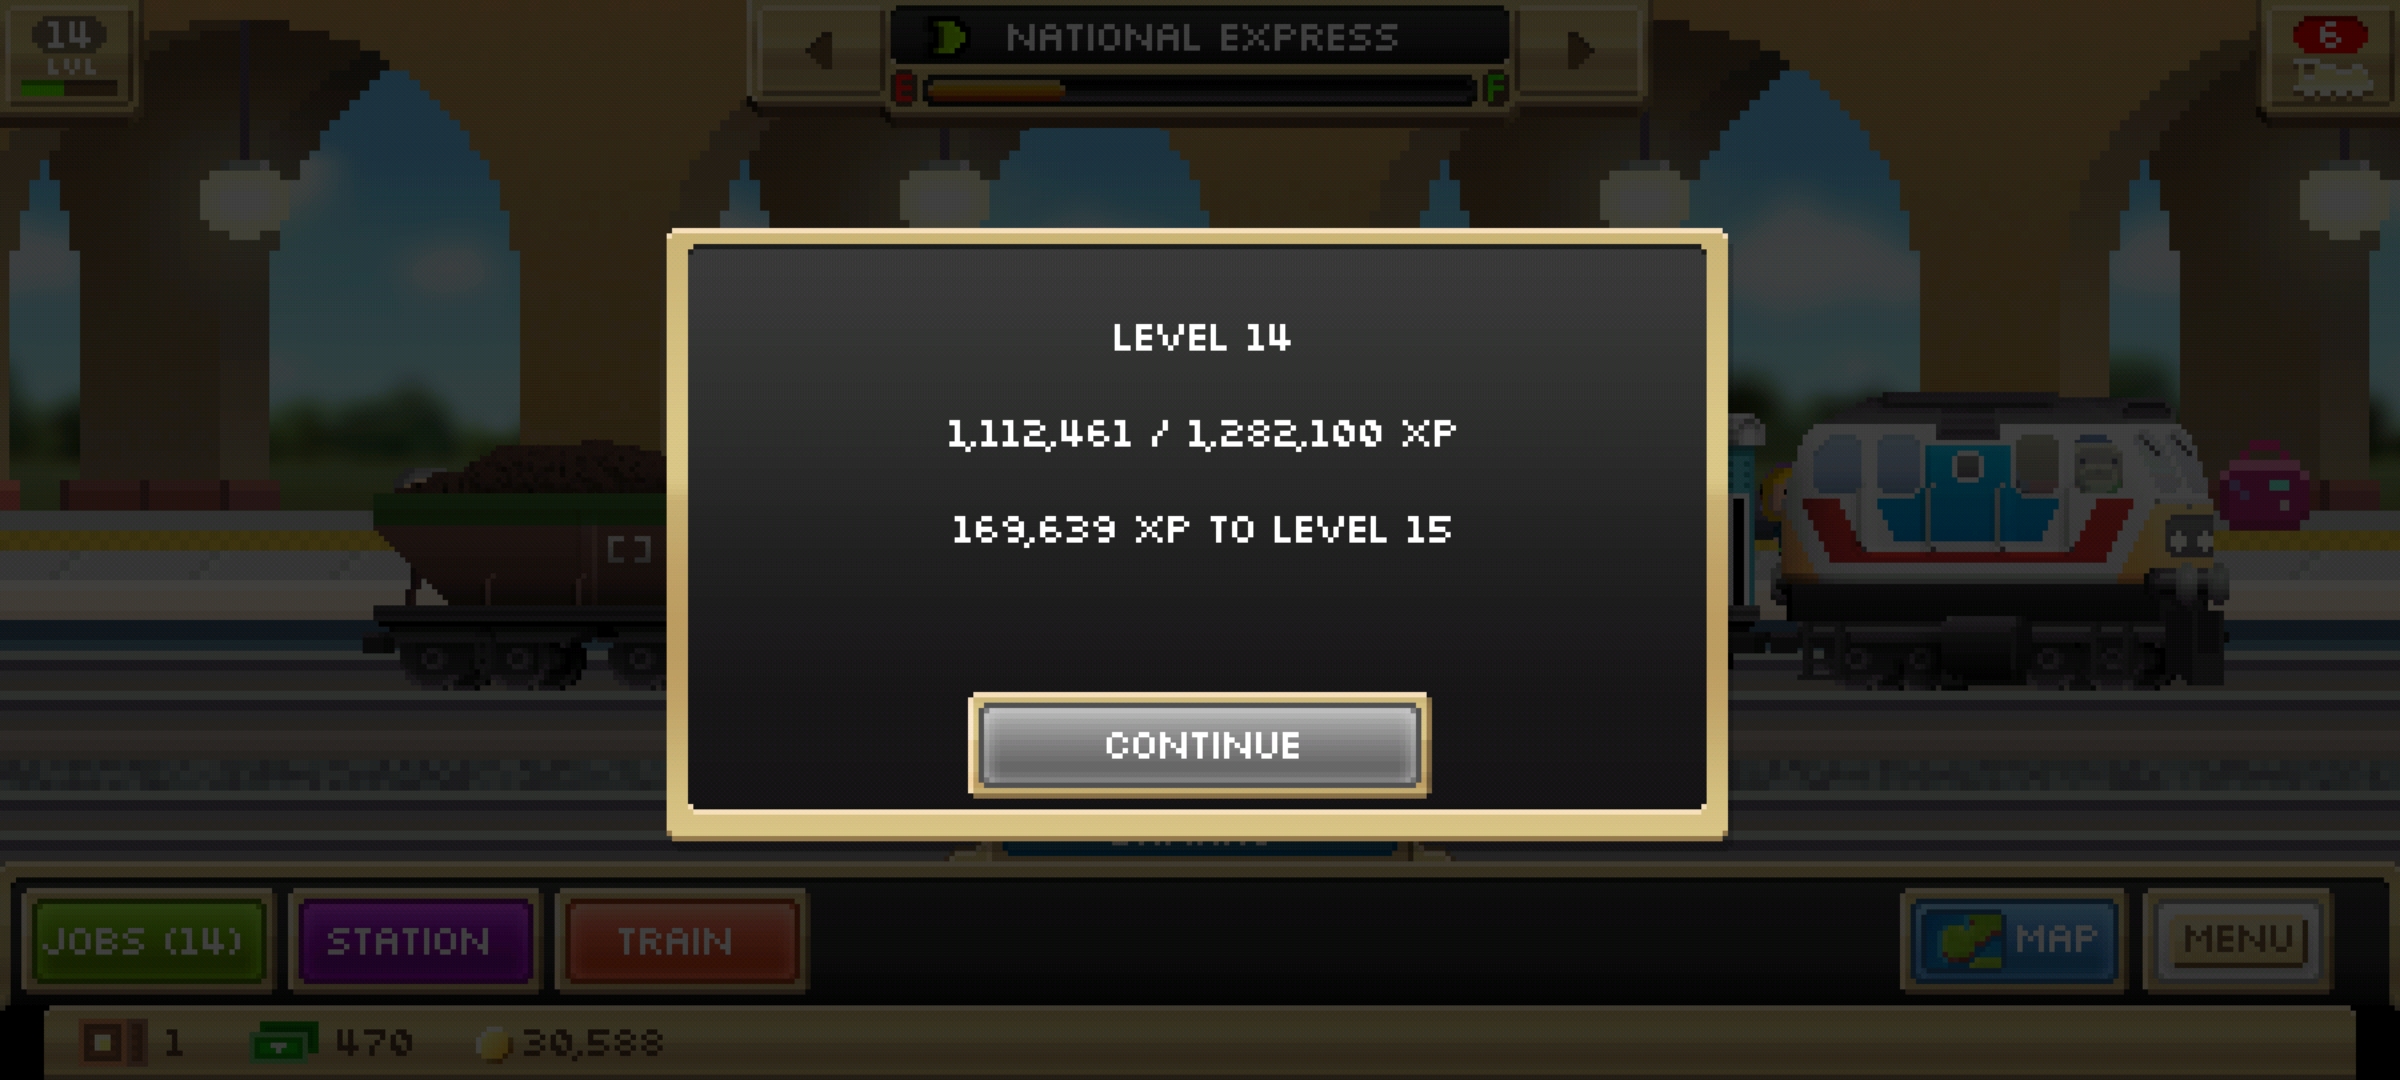 14
LVL
NATIONAL EXPRESS
E
F
6
LEVEL 14
1,112,461 / 1,282,100 XP
169,639 XP TO LEVEL 15
CONTINUE
JOBS (14)
STATION
TRAIN
MAP
MENU
1
470
30,588